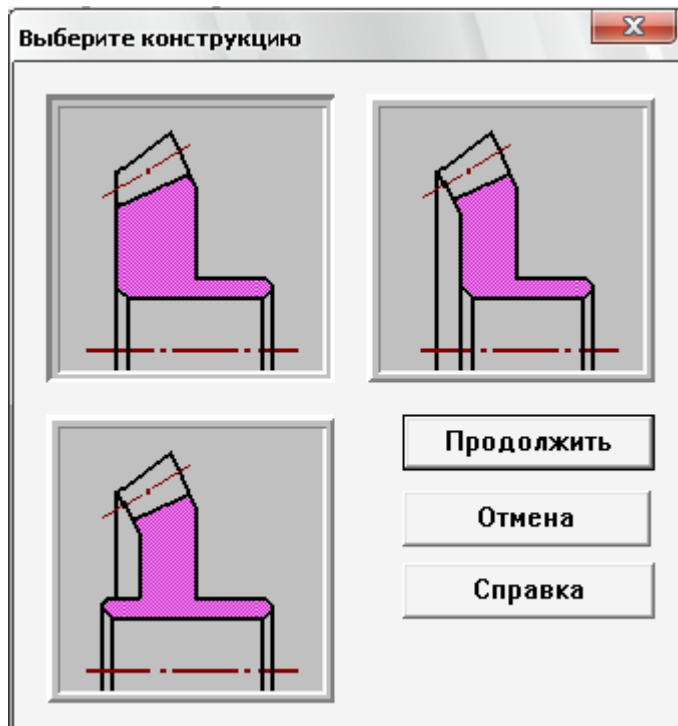 Выберите конструкцию
Продолжить
Отмена
Справка